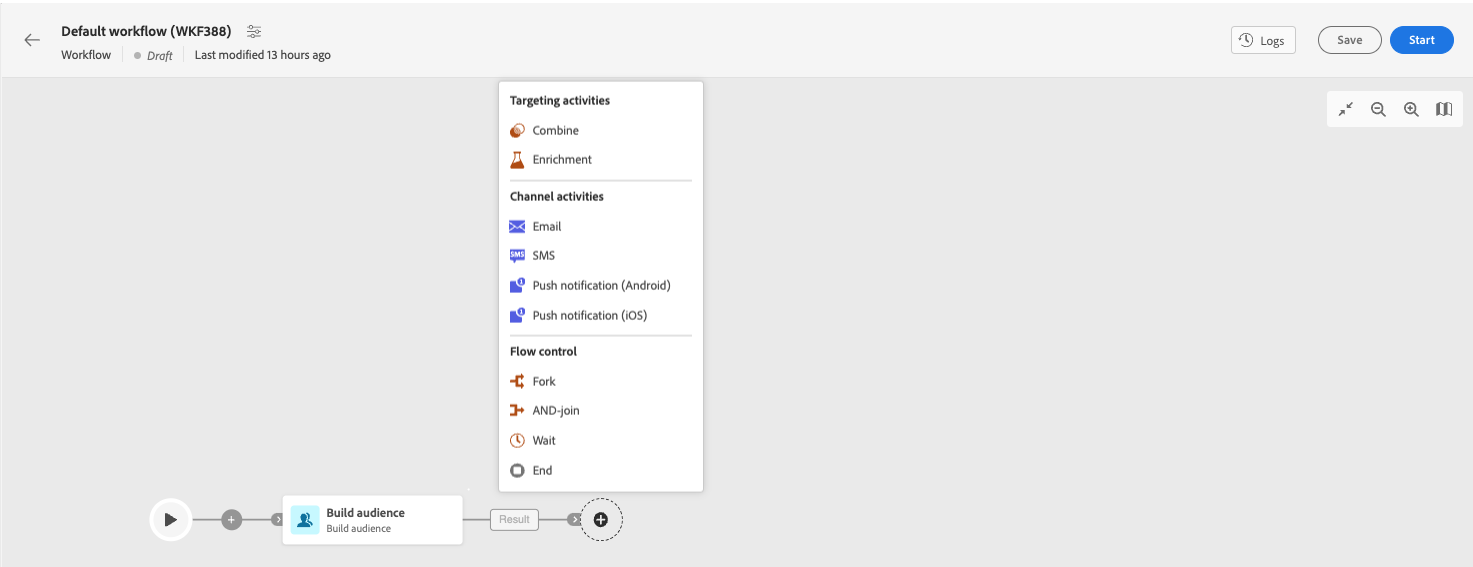 Default workflow (WKF388)
Workflow Draft Last modified 13 hours ago
Logs Save Start
Targeting activities
Combine
Enrichment
Channel activities
Email
SMS SMS
Push notification (Android)
Push notification (iOS)
Flow control
Fork
AND-join
Wait
End
Build audience
Build audience
Result